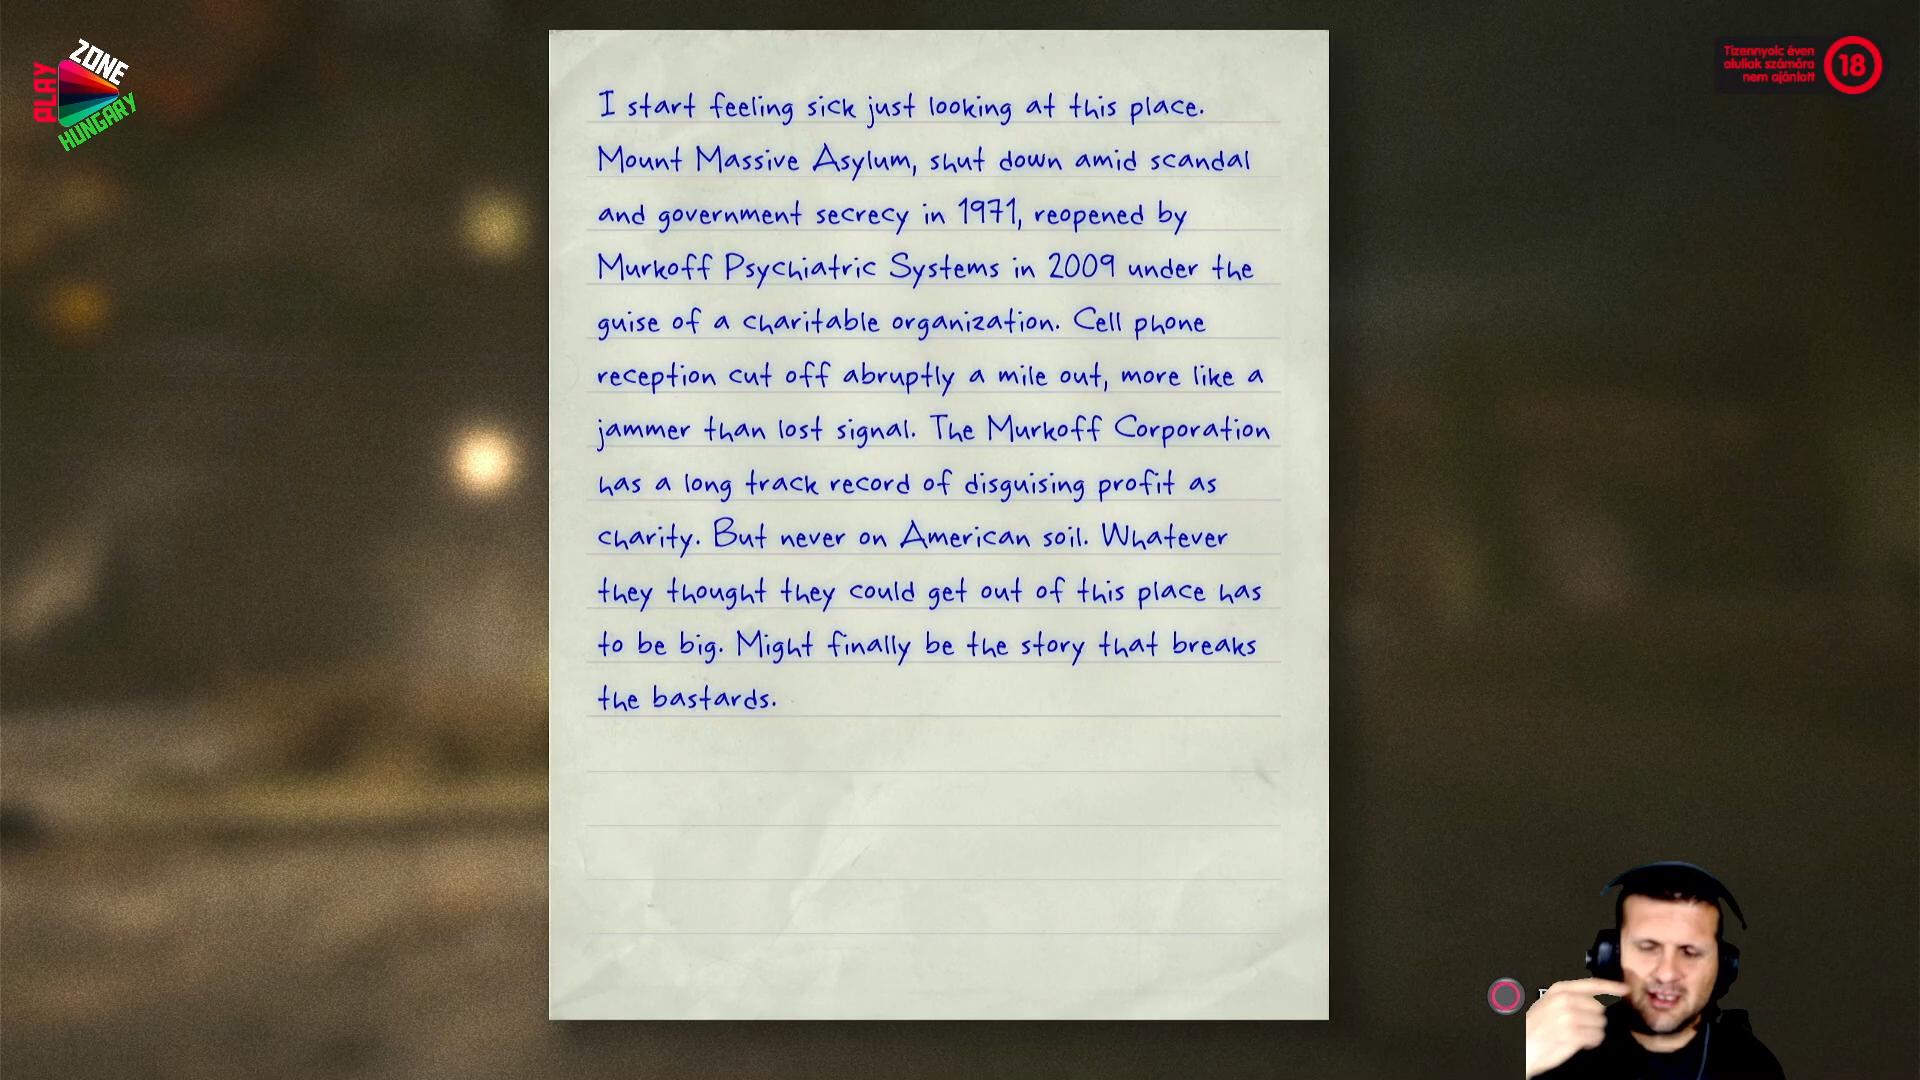 PLAY
ZONE
HUNGARY
Tizennyolc éven
aluliak számára
nem ajánlott
18
I start feeling sick just looking at this place.
Mount Massive Asylum, shut down amid scandal
and government secrecy in 1971, reopened by
Murkoff Psychiatric Systems in 2009 under the
guise of a charitable organization. Cell phone
reception cut off abruptly a mile out, more like a
jammer than lost signal. The Murkoff Corporation
has a long track record of disguising profit as
charity. But never on American soil. Whatever
they thought they could get out of this place has
to be big. Might finally be the story that breaks
the bastards.